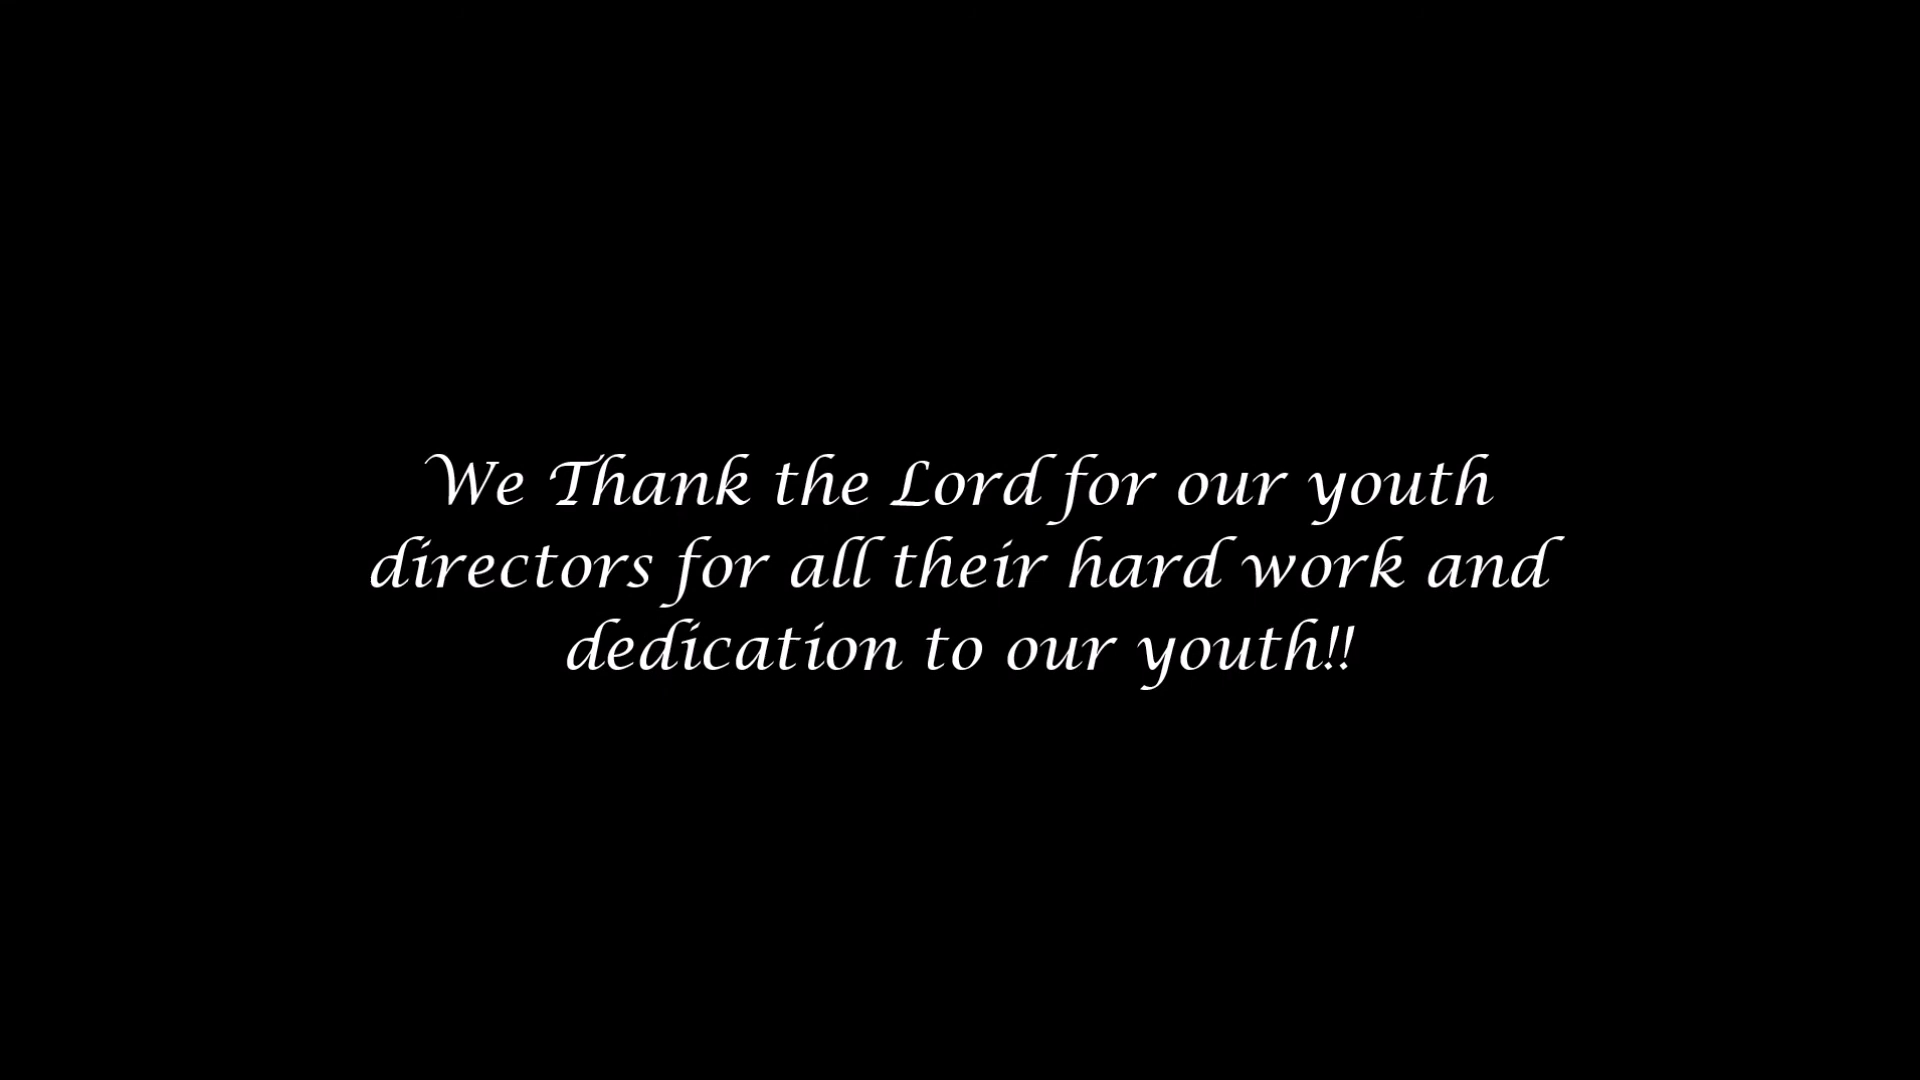 We Thank the Lord for our youth
directors for all their hard work and
dedication to our youth!!